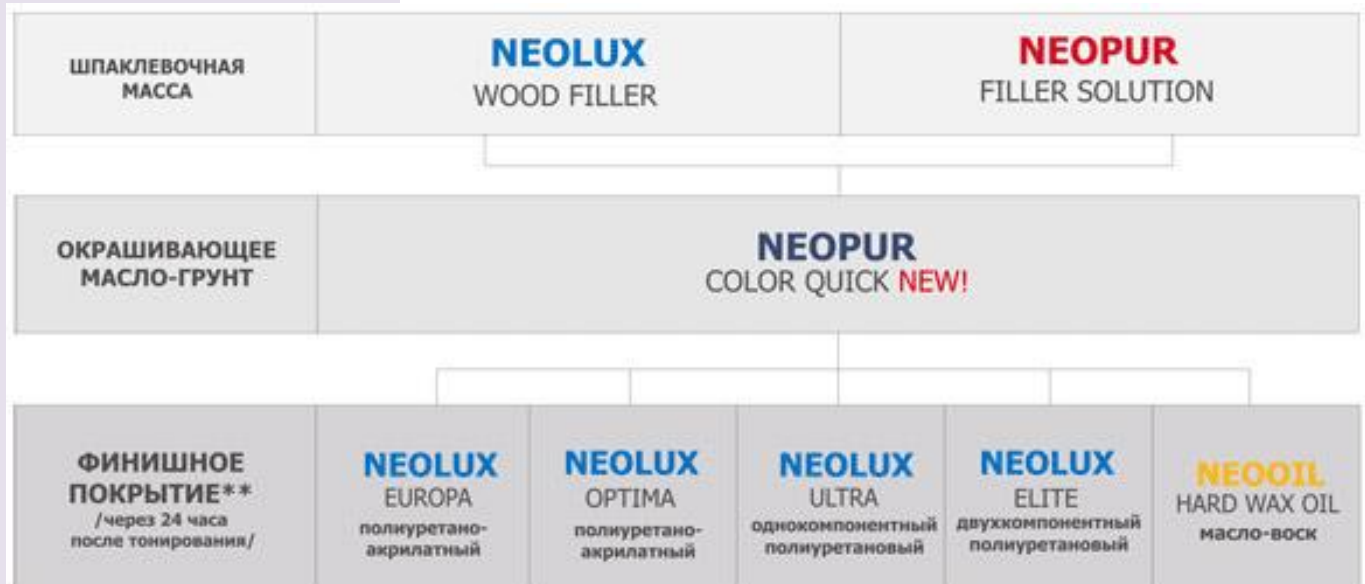 ШПАКЛЕВОЧНАЯ
МАССА
NEOLUX
WOOD FILLER
NEOPUR
FILLER SOLUTION
ОКРАШИВАЮЩЕЕ
МАСЛО-ГРУНТ
NEOPUR
COLOR QUICK NEW!
ФИНИШНОЕ
ПОКРЫТИЕ**
/через 24 часа
после тонирования/
NEOLUX
EUROPA
полиуретано-
акрилатный
NEOLUX
OPTIMA
полиуретано-
акрилатный
NEOLUX
ULTRA
однокомпонентный
полиуретановый
NEOLUX
ELITE
двухкомпонентный
полиуретановый
NEOOIL
HARD WAX OIL
масло-воск